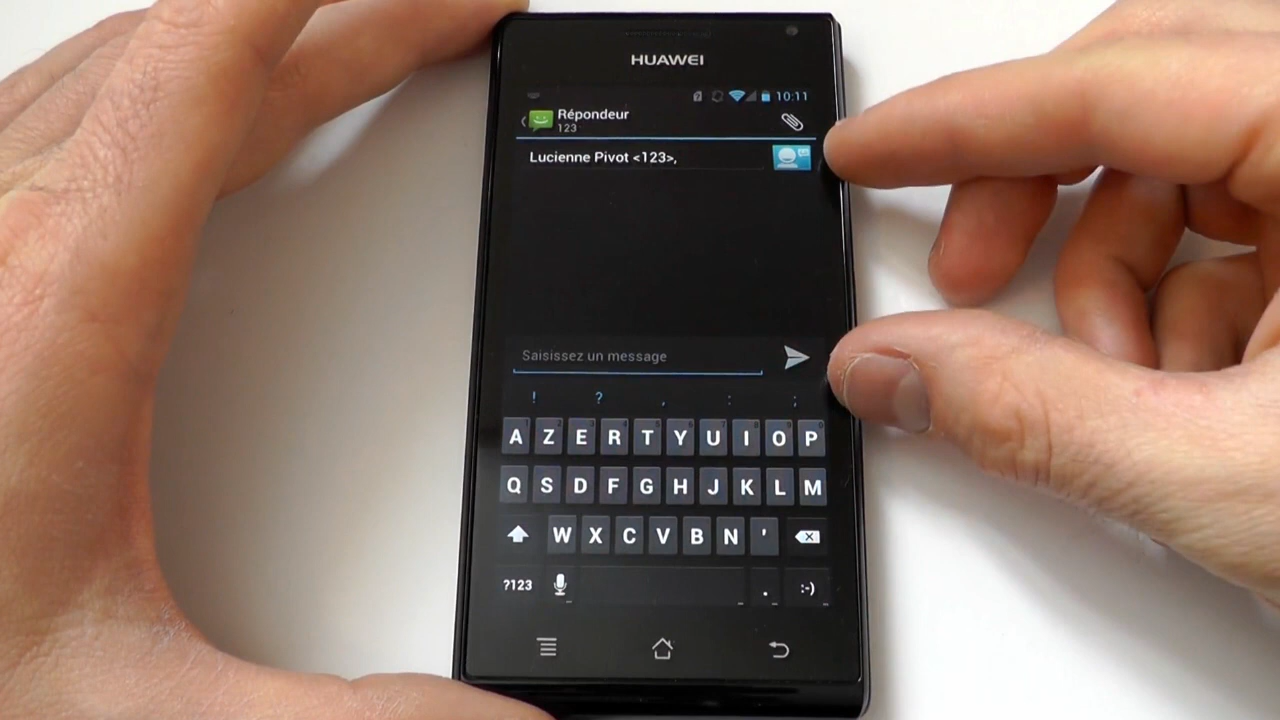 HUAWEI
10:11
Répondeur
123
Lucienne Pivot <123>,
Saisissez un message
! ? , : ;
A Z E R T Y U I O P
Q S D F G H J K L M
W X C V B N '
?123 . :-)